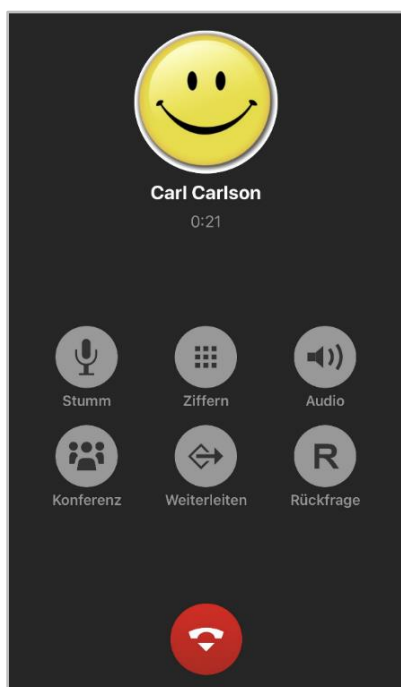 Carl Carlson
0:21
Stumm Ziffern Audio
R
Konferenz Weiterleiten Rückfrage